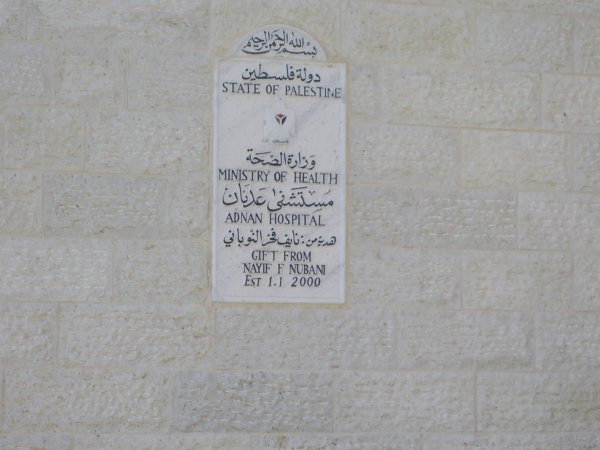 بسم الله الرحمن الرحيم
دولة فلسطين
STATE OF PALESTINE
وزارة الصحة
MINISTRY OF HEALTH
مستشفى عدنان
ADNAN HOSPITAL
هدية من: نايف فخر النوباني
GIFT FROM
NAYIF F NUBANI
EST 1.1 2000